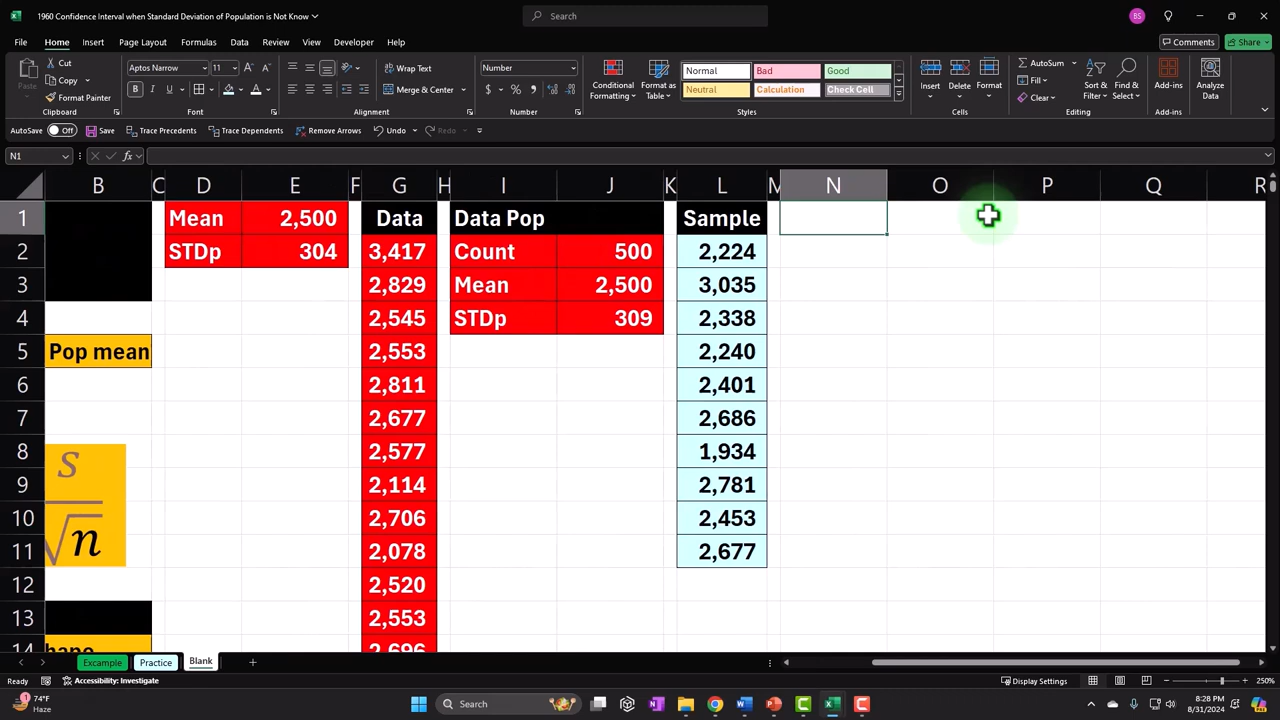 1960 Confidence Interval when Standard Deviation of Population is Not Know
Search
BS
File Home Insert Page Layout Formulas Data Review View Developer Help
Comments Share
Paste Cut
Copy
Format Painter
Clipboard
Aptos Narrow 11
B I U
Font
Wrap Text
Merge & Center
Alignment
Number
$ % ,
Number
Conditional Formatting Format as Table
Normal Bad Good
Neutral Calculation Check Cell
Styles
Insert Delete Format
Cells
AutoSum
Fill
Clear
Sort & Filter Find & Select
Editing
Add-ins
Add-ins
Analyze Data
AutoSave Off Save Trace Precedents Trace Dependents Remove Arrows Undo Redo
N1 fx
B C D E F G H I J K L M N O P Q R
1 Mean 2,500 Data Data Pop Sample
2 STDp 304 3,417 Count 500 2,224
3 2,829 Mean 2,500 3,035
4 2,545 STDp 309 2,338
5 Pop mean 2,553 2,240
6 2,811 2,401
7 2,677 2,686
8 s 2,577 1,934
9 2,114 2,781
10 √n 2,706 2,453
11 2,078 2,677
12 2,520
13 2,553
14 hape 2,696
Excample Practice Blank
Ready Accessibility: Investigate Display Settings 250%
1 74°F
Haze
Search
8:28 PM
8/31/2024